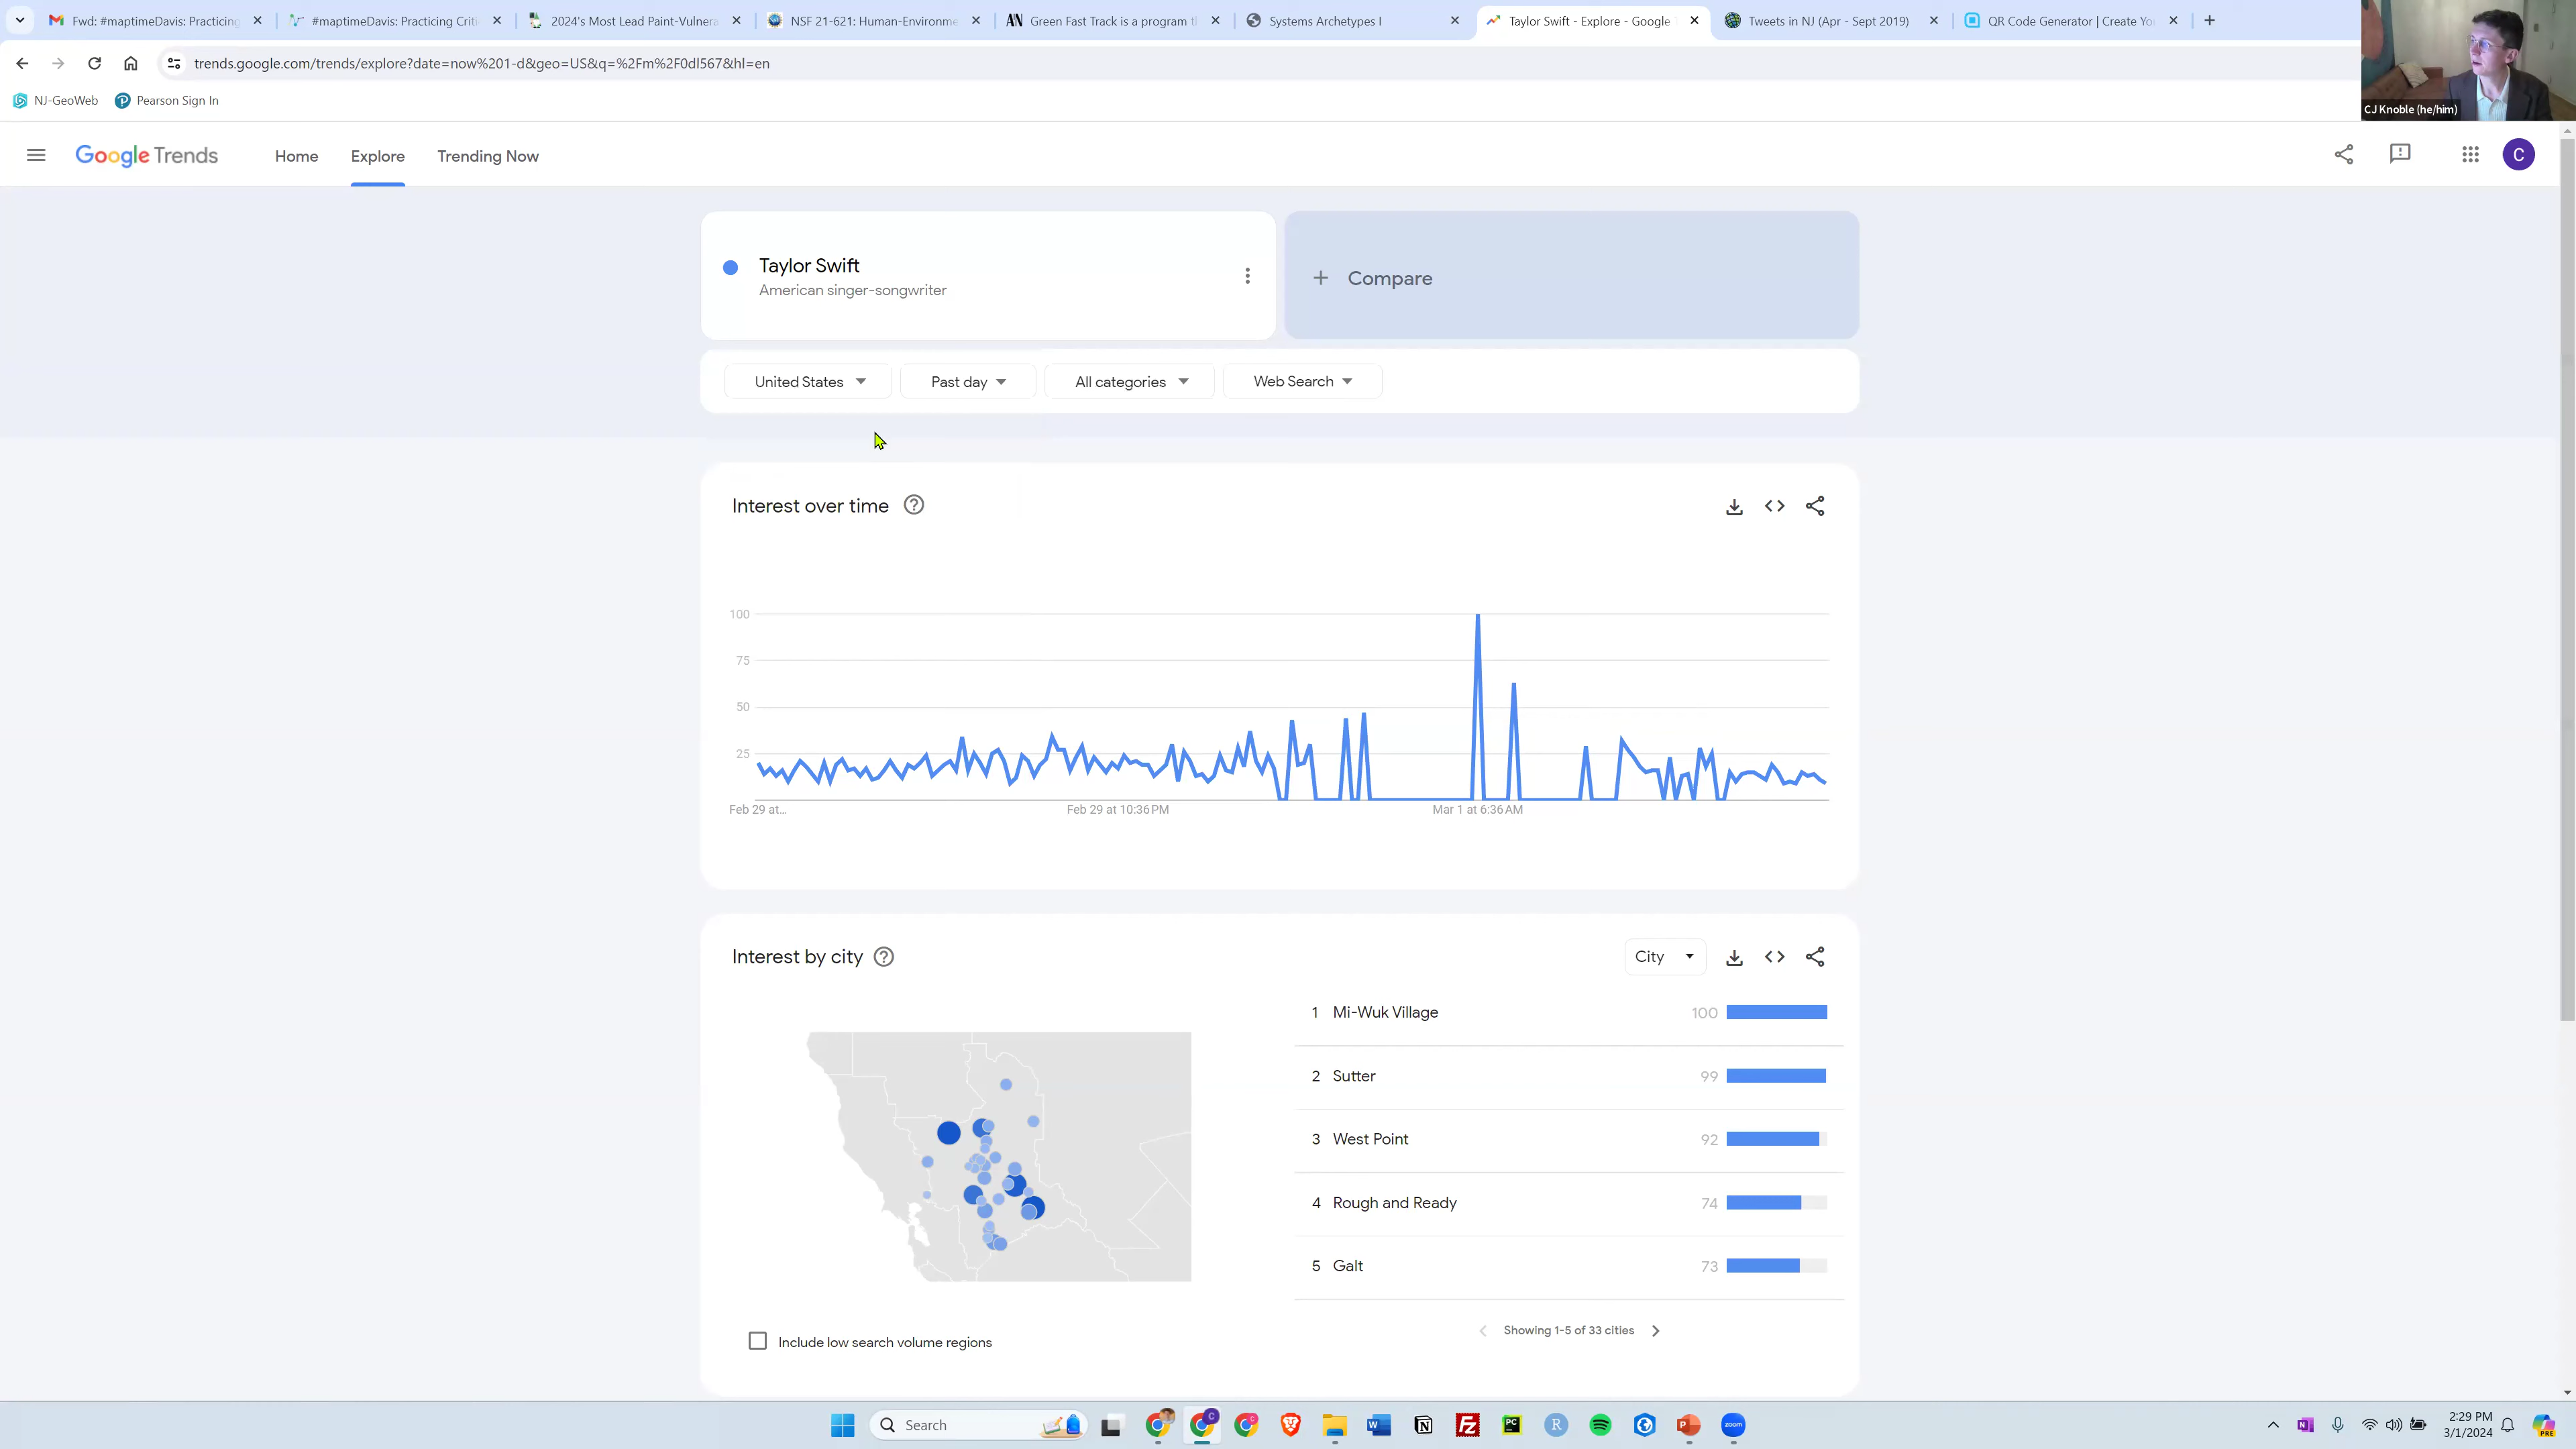 Fwd: #maptimeDavis: Practicing
#maptimeDavis: Practicing Criti
2024's Most Lead Paint-Vulnera
NSF 21-621: Human-Environme
Green Fast Track is a program th
Systems Archetypes I
Taylor Swift - Explore - Google
Tweets in NJ (Apr - Sept 2019)
QR Code Generator | Create Yo
trends.google.com/trends/explore?date=now%201-d&geo=US&q=%2Fm%2F0dl567&hl=en
NJ-GeoWeb
Pearson Sign In
CJ Knoble (he/him)
Google Trends
Home
Explore
Trending Now
C
Taylor Swift
American singer-songwriter
+ Compare
United States
Past day
All categories
Web Search
Interest over time
100
75
50
25
Feb 29 at...
Feb 29 at 10:36 PM
Mar 1 at 6:36 AM
Interest by city
City
1 Mi-Wuk Village 100
2 Sutter 99
3 West Point 92
4 Rough and Ready 74
5 Galt 73
Include low search volume regions
Showing 1-5 of 33 cities
Search
2:29 PM
3/1/2024